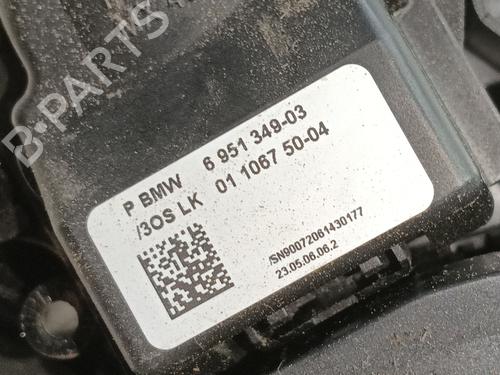 P BMW 6 951 349-03
/3OS LK 01 1067 50-04
/SN90072061430177
23.05.06.06.2
B-PARTS